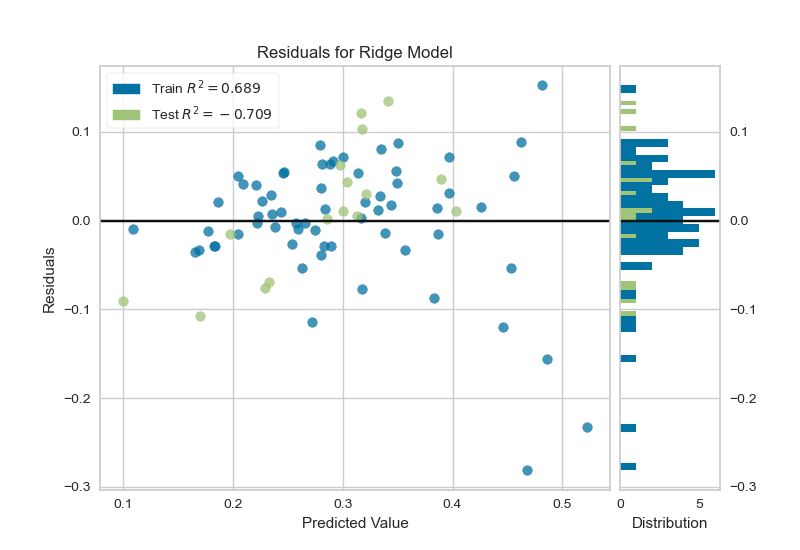 Residuals for Ridge Model
Train R² = 0.689
Test R² = −0.709
Residuals
0.1
0.0
−0.1
−0.2
−0.3
0.1
0.0
−0.1
−0.2
−0.3
0.1 0.2 0.3 0.4 0.5
0 5
Predicted Value
Distribution